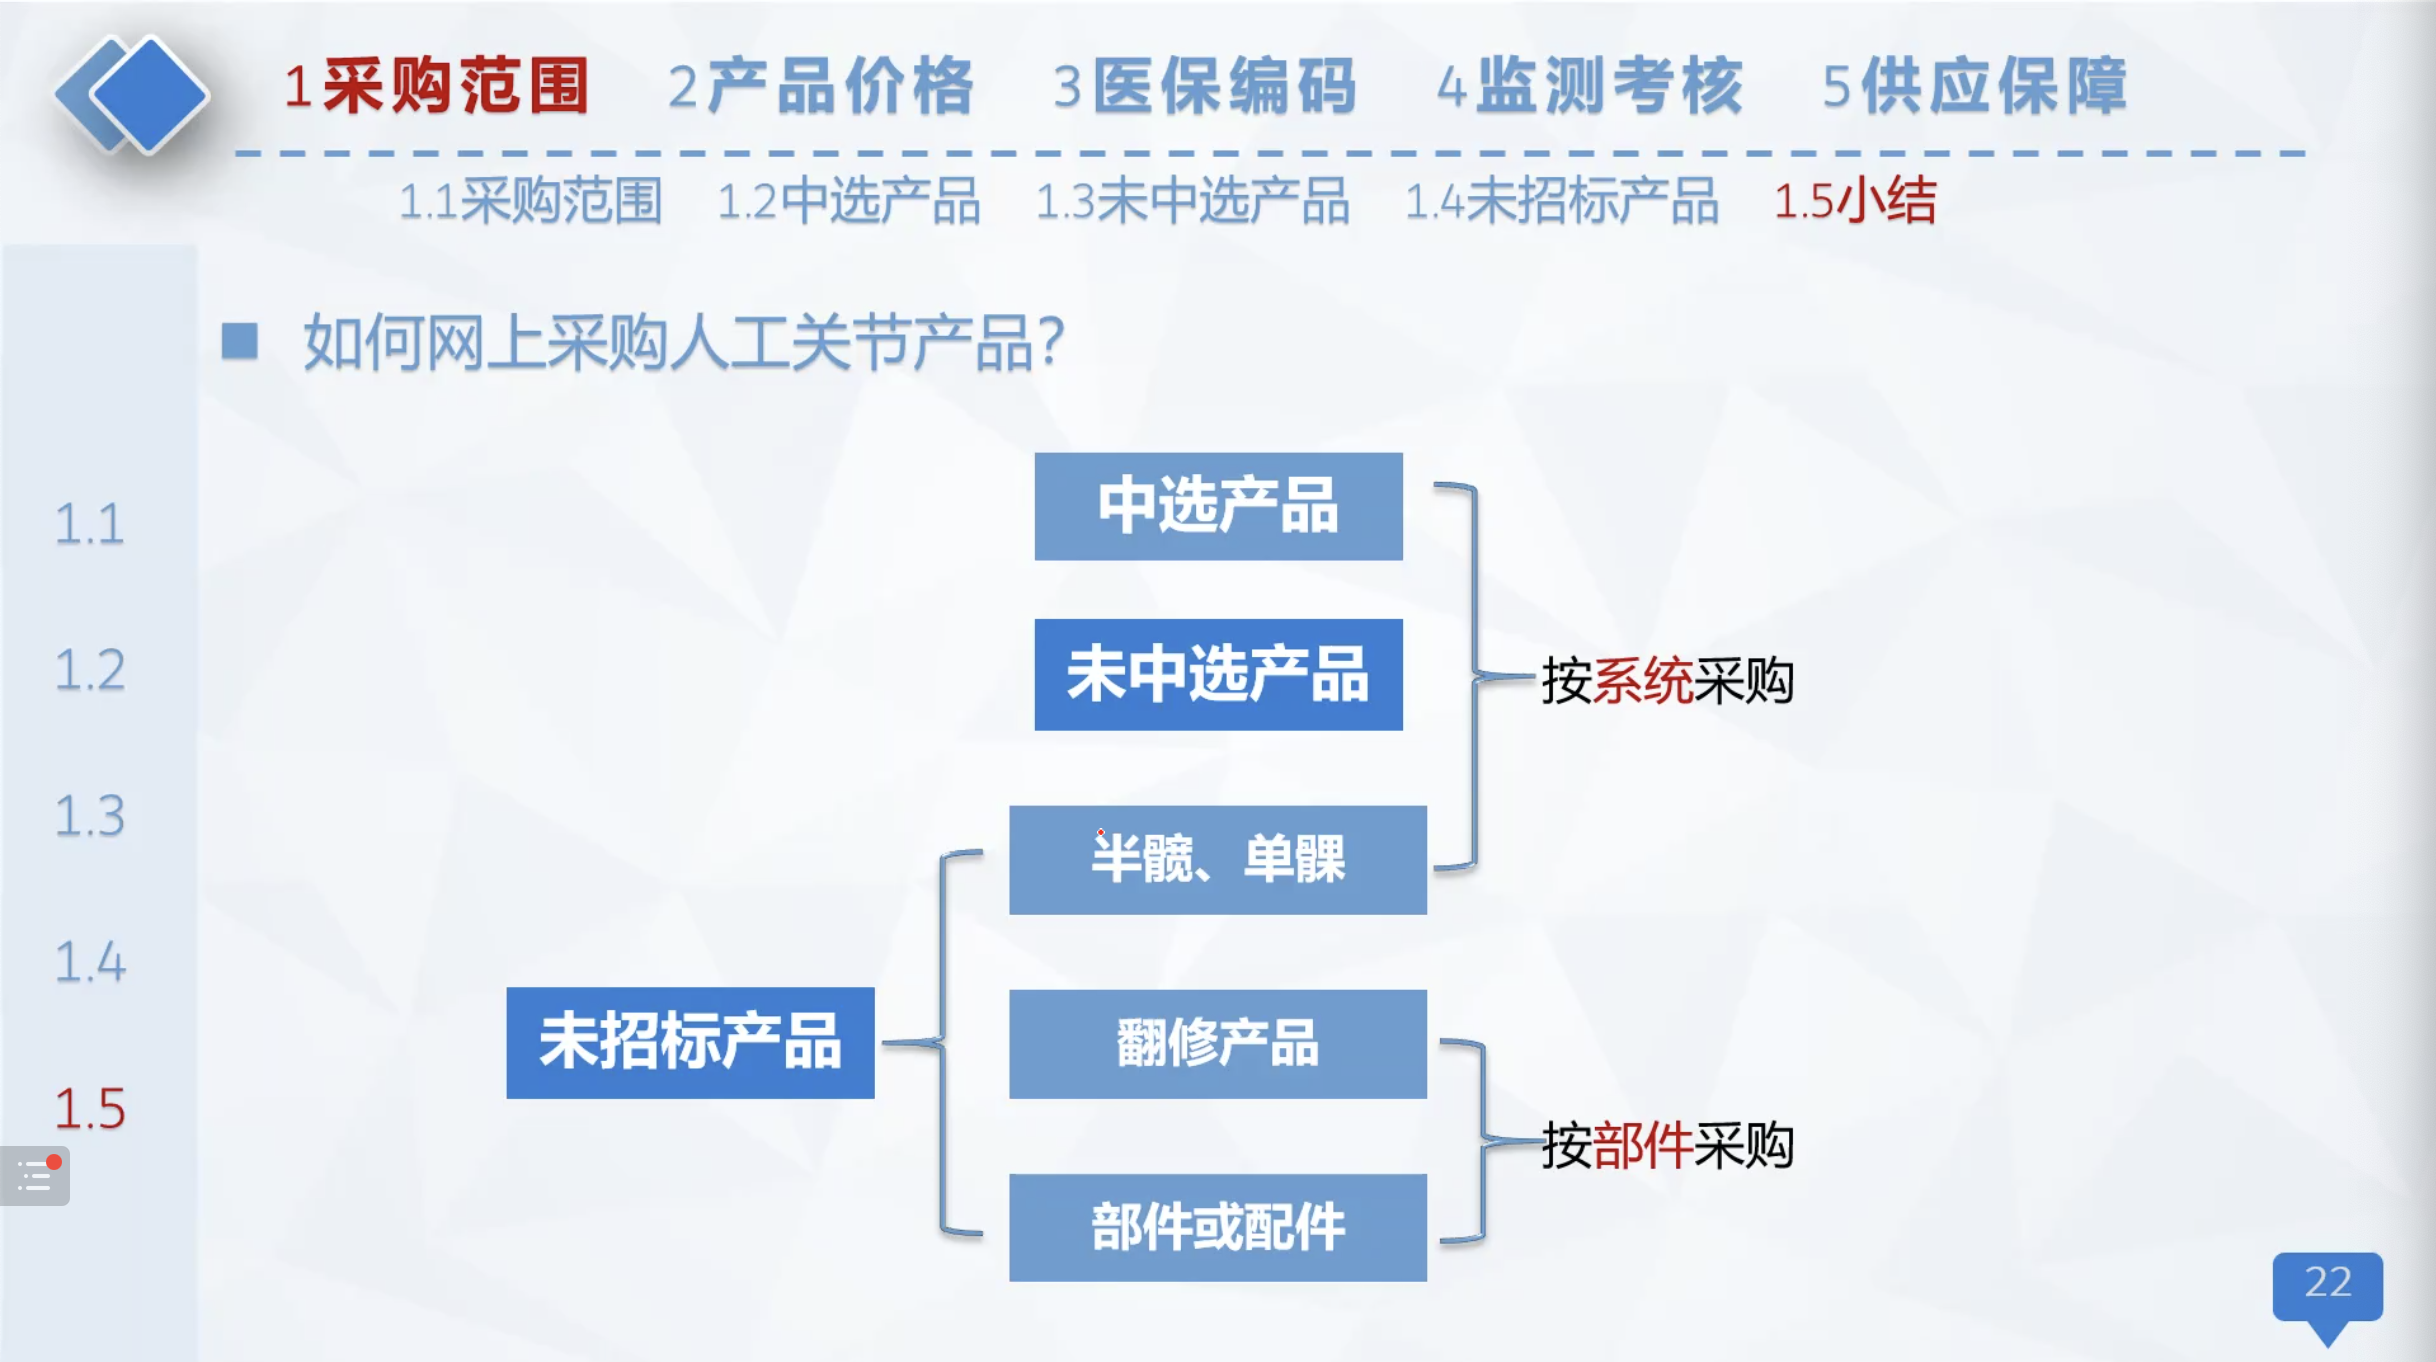 1采购范围 2产品价格 3医保编码 4监测考核 5供应保障
1.1采购范围 1.2中选产品 1.3未中选产品 1.4未招标产品 1.5小结
如何网上采购人工关节产品？
1.1
1.2
1.3
1.4
1.5
中选产品
未中选产品
按系统采购
半髋、单髁
未招标产品
翻修产品
按部件采购
部件或配件
22